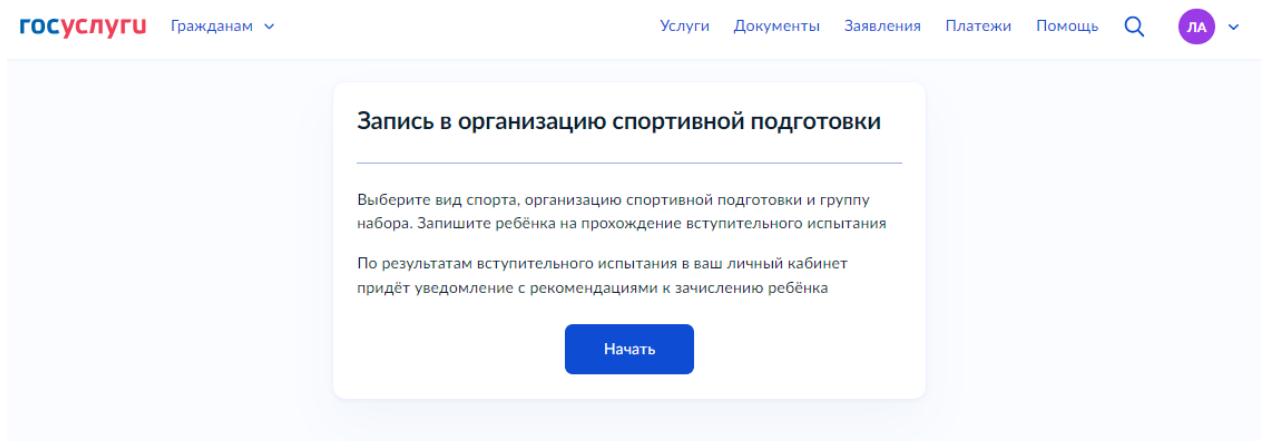 госуслуги Гражданам Услуги Документы Заявления Платежи Помощь ЛА
Запись в организацию спортивной подготовки
Выберите вид спорта, организацию спортивной подготовки и группу
набора. Запишите ребёнка на прохождение вступительного испытания
По результатам вступительного испытания в ваш личный кабинет
придёт уведомление с рекомендациями к зачислению ребёнка
Начать